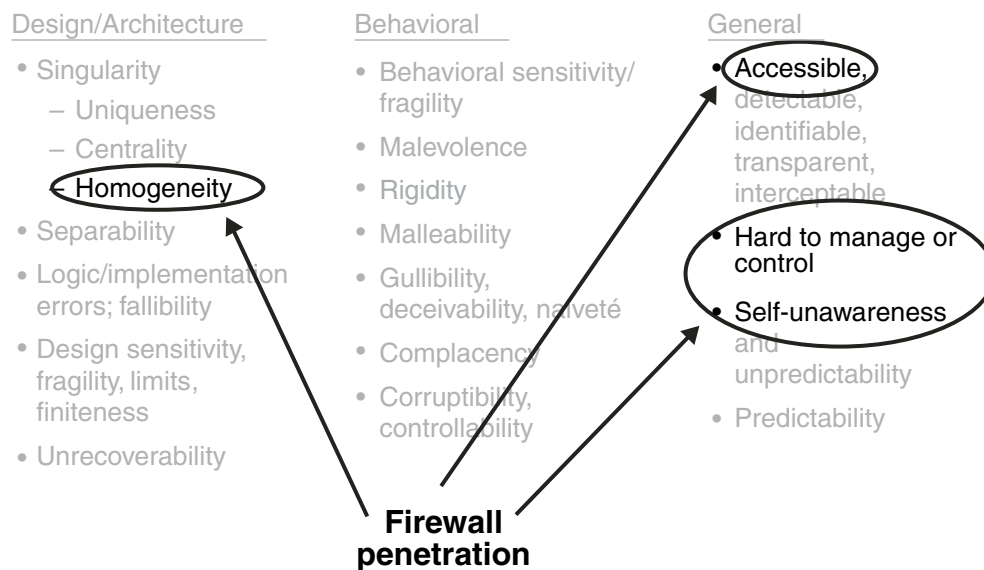 Design/Architecture
• Singularity
– Uniqueness
– Centrality
– Homogeneity
• Separability
• Logic/implementation
errors; fallibility
• Design sensitivity,
fragility, limits,
finiteness
• Unrecoverability
Behavioral
• Behavioral sensitivity/
fragility
• Malevolence
• Rigidity
• Malleability
• Gullibility,
deceivability, naiveté
• Complacency
• Corruptibility,
controllability
General
• Accessible,
detectable,
identifiable,
transparent,
interceptable
• Hard to manage or
control
• Self-unawareness
and
unpredictability
• Predictability
Firewall
penetration